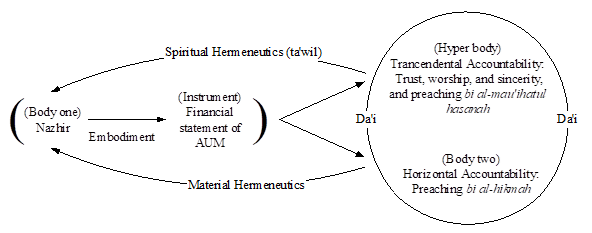 Spiritual Hermeneutics (ta'wil)
(Body one)
Nazhir
Embodiment
(Instrument)
Financial
statement of
AUM
Material Hermeneutics
(Hyper body)
Trancendental Accountability:
Trust, worship, and sincerity,
and preaching bi al-mau'ihatul
hasanah
Da'i
Da'i
(Body two)
Horizontal Accountability:
Preaching bi al-hikmah